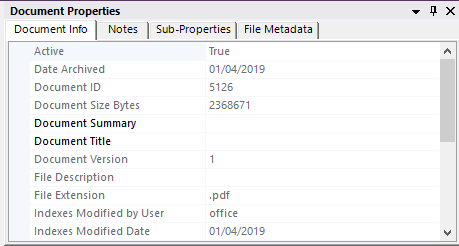 Document Properties
Document Info Notes Sub-Properties File Metadata
Active True
Date Archived 01/04/2019
Document ID 5126
Document Size Bytes 2368671
Document Summary
Document Title
Document Version 1
File Description
File Extension .pdf
Indexes Modified by User office
Indexes Modified Date 01/04/2019